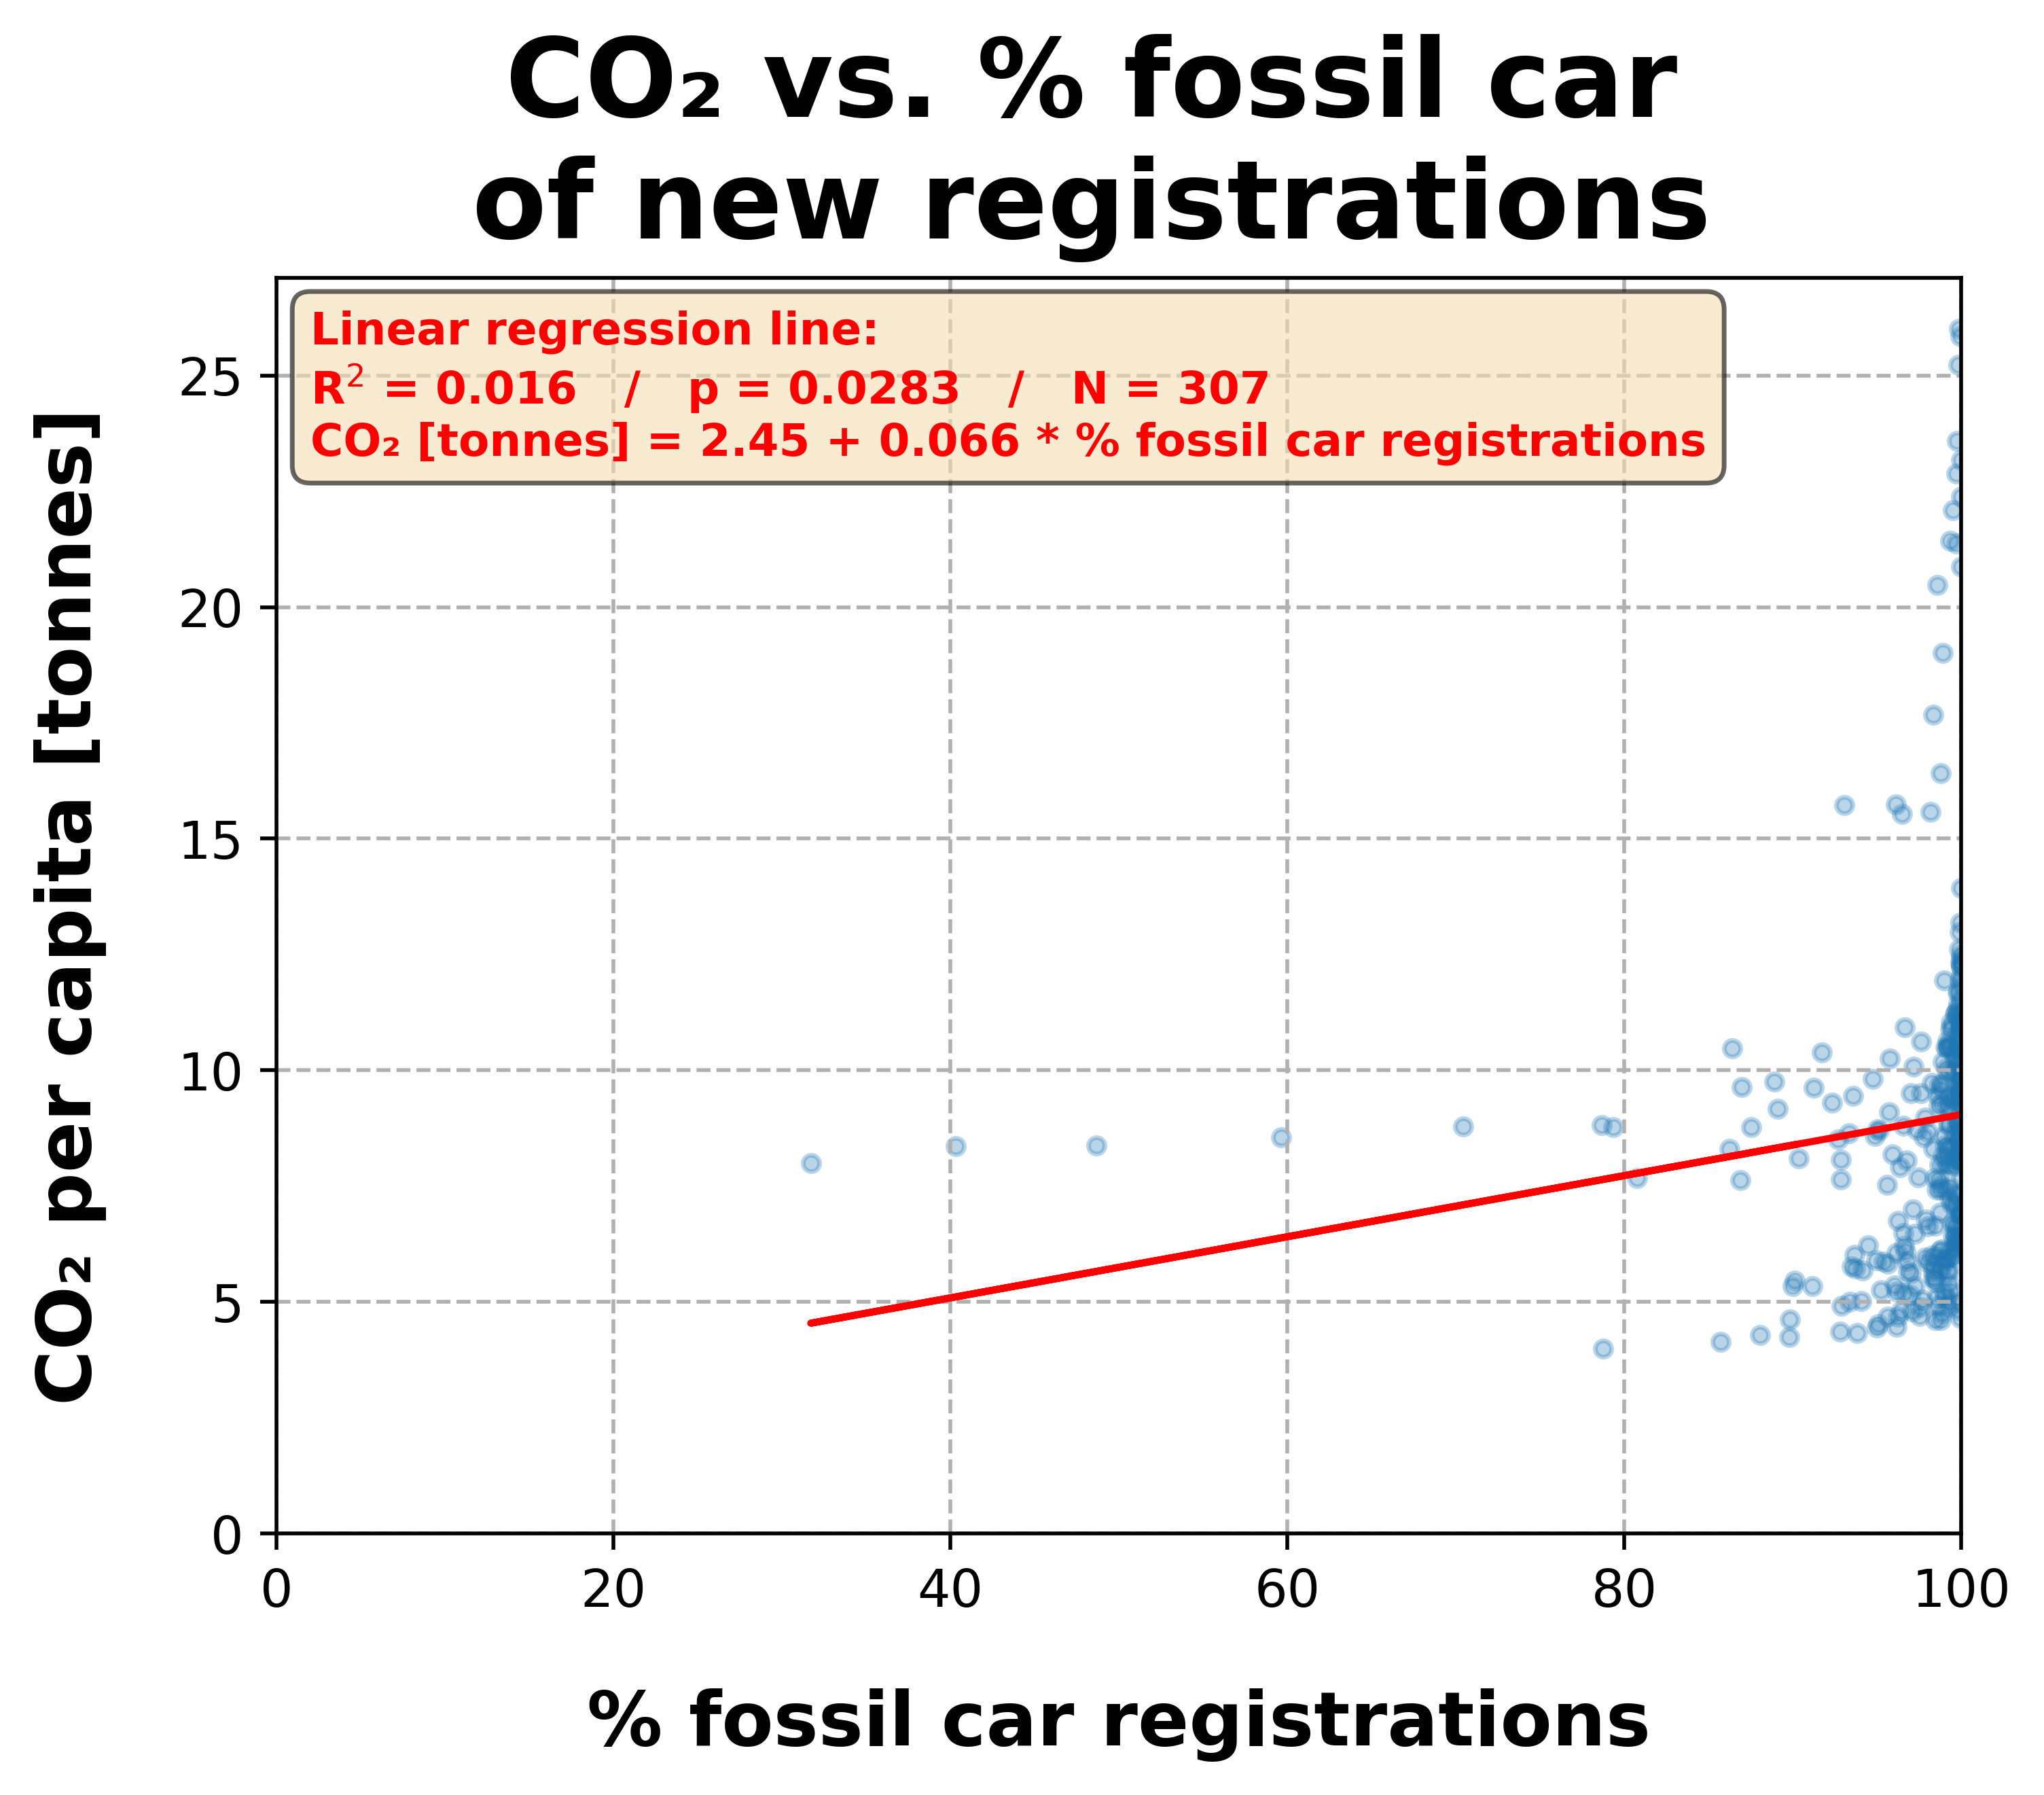 CO₂ vs. % fossil car
of new registrations
Linear regression line:
R² = 0.016 / p = 0.0283 / N = 307
CO₂ [tonnes] = 2.45 + 0.066 * % fossil car registrations
CO₂ per capita [tonnes]
25
20
15
10
5
0
0 20 40 60 80 100
% fossil car registrations